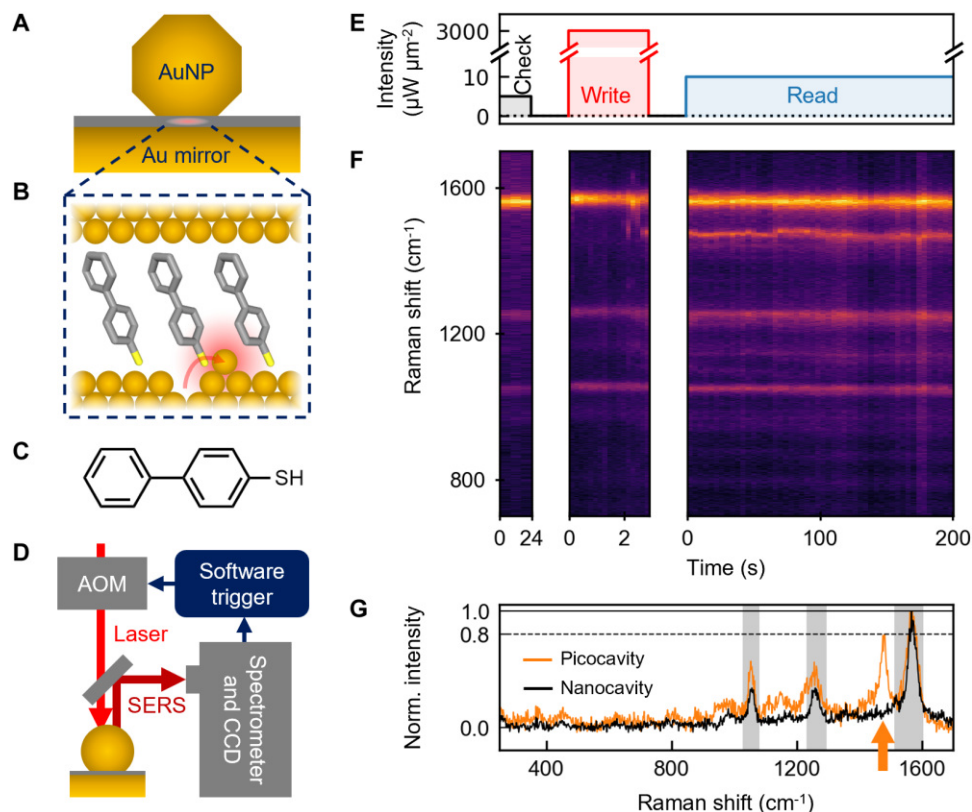 A
AuNP
Au mirror
B
C
SH
D
AOM
Software
trigger
Laser
SERS
Spectrometer
and CCD
E
Intensity
(μW μm⁻²)
3000
10
0
Check
Write
Read
F
Raman shift (cm⁻¹)
1600
1200
800
0 24
0 2
0 100 200
Time (s)
G
Norm. intensity
1.0
0.8
0.0
Picocavity
Nanocavity
400 800 1200 1600
Raman shift (cm⁻¹)